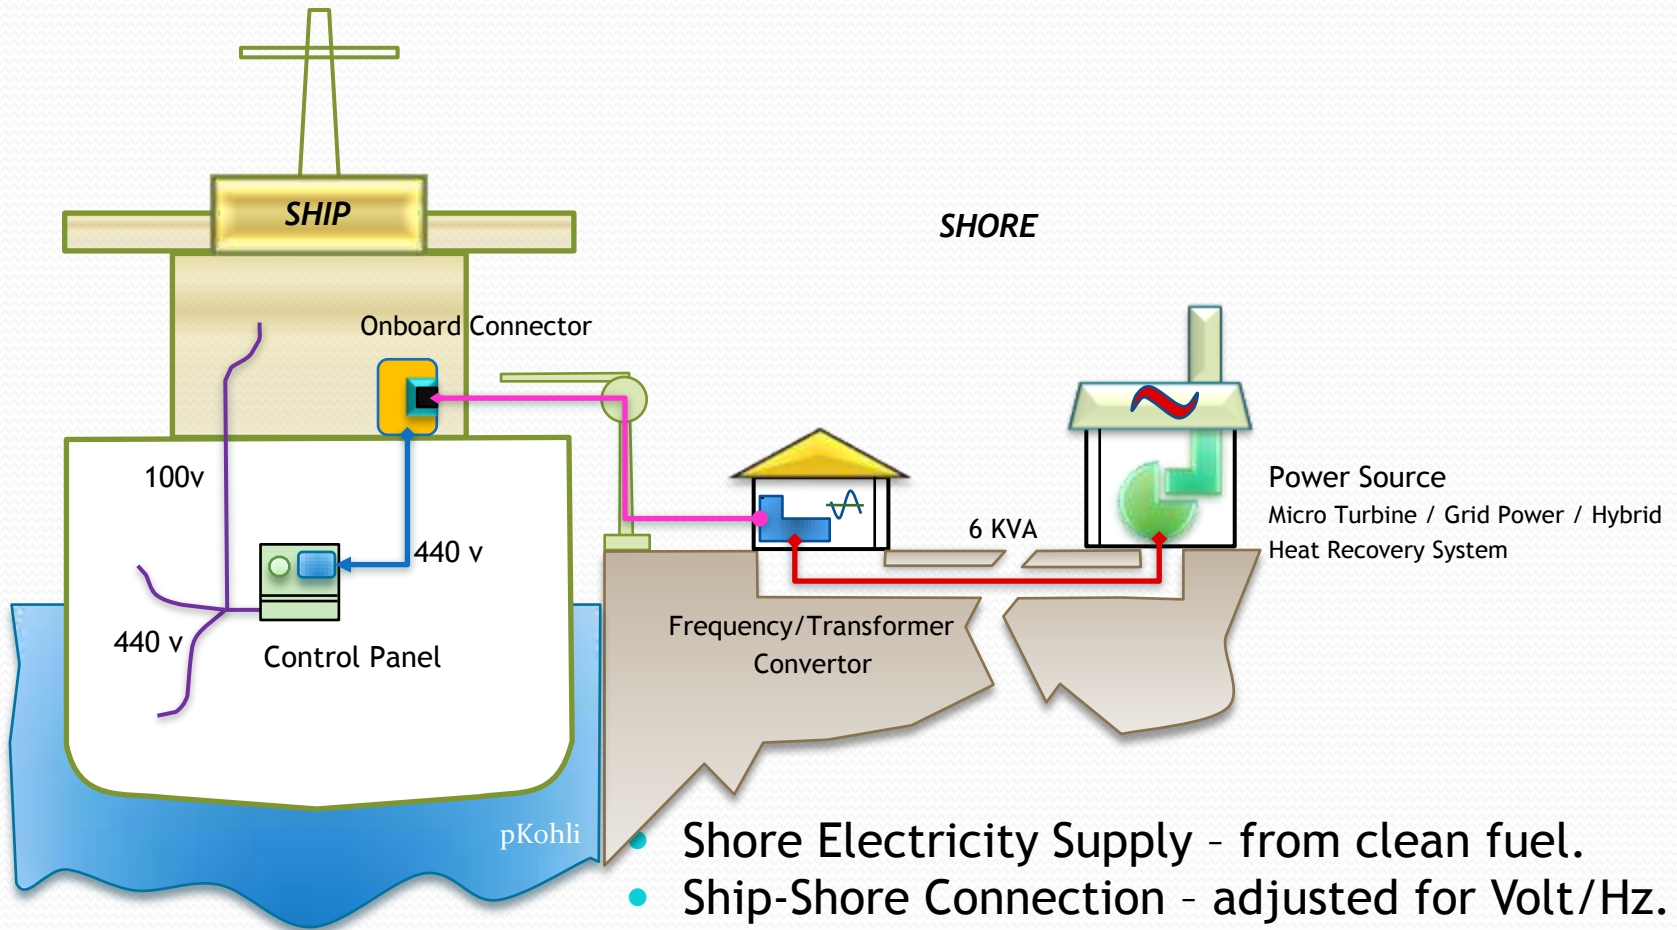 SHIP
SHORE
Onboard Connector
100v
440 v
440 v
Control Panel
6 KVA
Frequency/Transformer
Convertor
Power Source
Micro Turbine / Grid Power / Hybrid
Heat Recovery System
pKohli
• Shore Electricity Supply – from clean fuel.
• Ship-Shore Connection – adjusted for Volt/Hz.